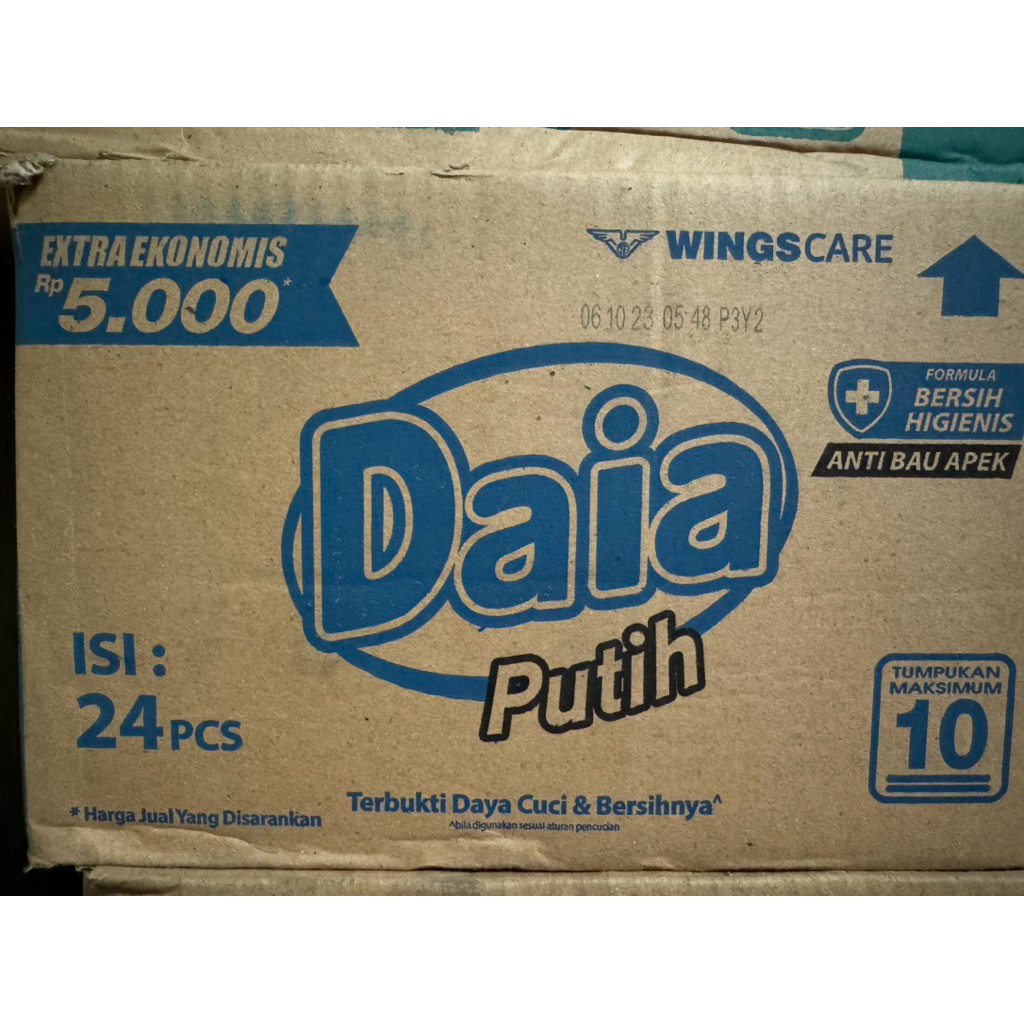 EXTRA EKONOMIS
Rp 5.000*
WINGS CARE
06 10 23 05 48 P3Y2
FORMULA
BERSIH
HIGIENIS
ANTI BAU APEK
Daia
Putih
ISI :
24 PCS
TUMPUKAN
MAKSIMUM
10
* Harga Jual Yang Disarankan
Terbukti Daya Cuci & Bersihnya^
^bila digunakan sesuai aturan pencucian